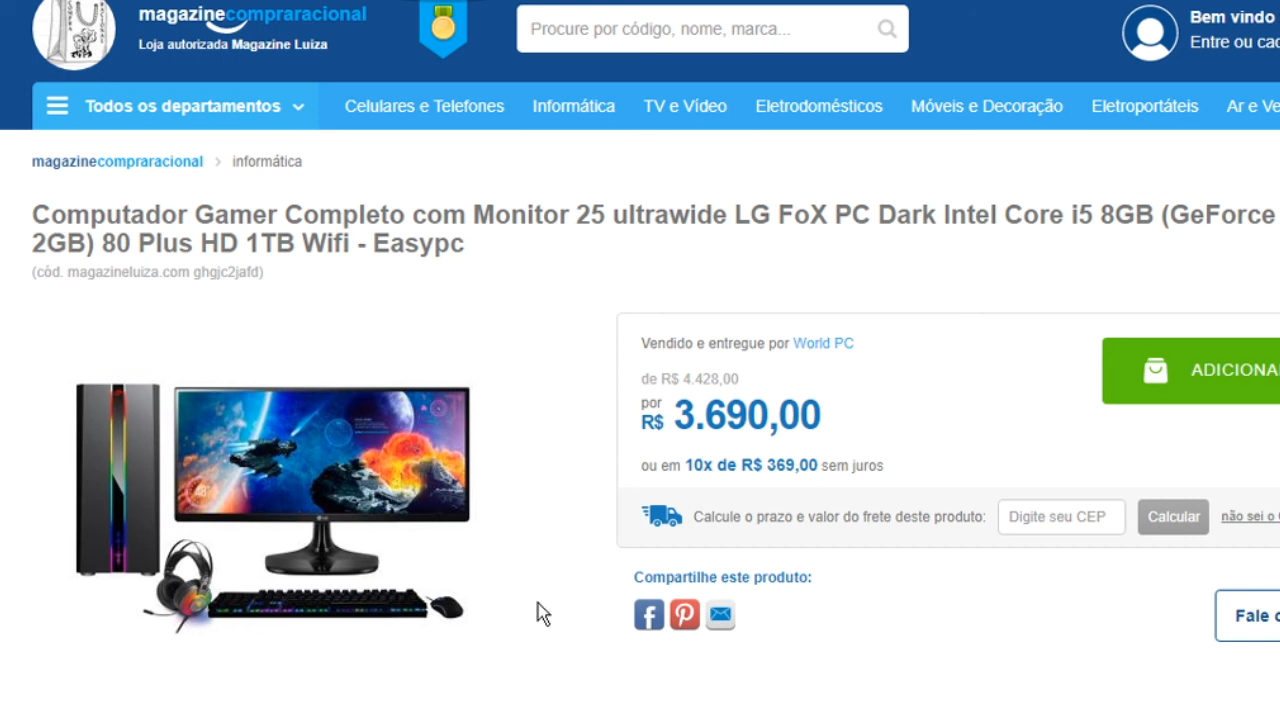 magazinecompraracional
Loja autorizada Magazine Luiza
Procure por código, nome, marca...
Bem vindo
Entre ou cad
Todos os departamentos
Celulares e Telefones
Informática
TV e Vídeo
Eletrodomésticos
Móveis e Decoração
Eletroportáteis
Ar e Ve
magazinecompraracional > informática
Computador Gamer Completo com Monitor 25 ultrawide LG FoX PC Dark Intel Core i5 8GB (GeForce
2GB) 80 Plus HD 1TB Wifi - Easypc
(cód. magazineluiza.com ghgjc2jafd)
Vendido e entregue por World PC
de R$ 4.428,00
por
R$ 3.690,00
ou em 10x de R$ 369,00 sem juros
ADICIONA
Calcule o prazo e valor do frete deste produto:
Digite seu CEP
Calcular
não sei o
Compartilhe este produto:
Fale c